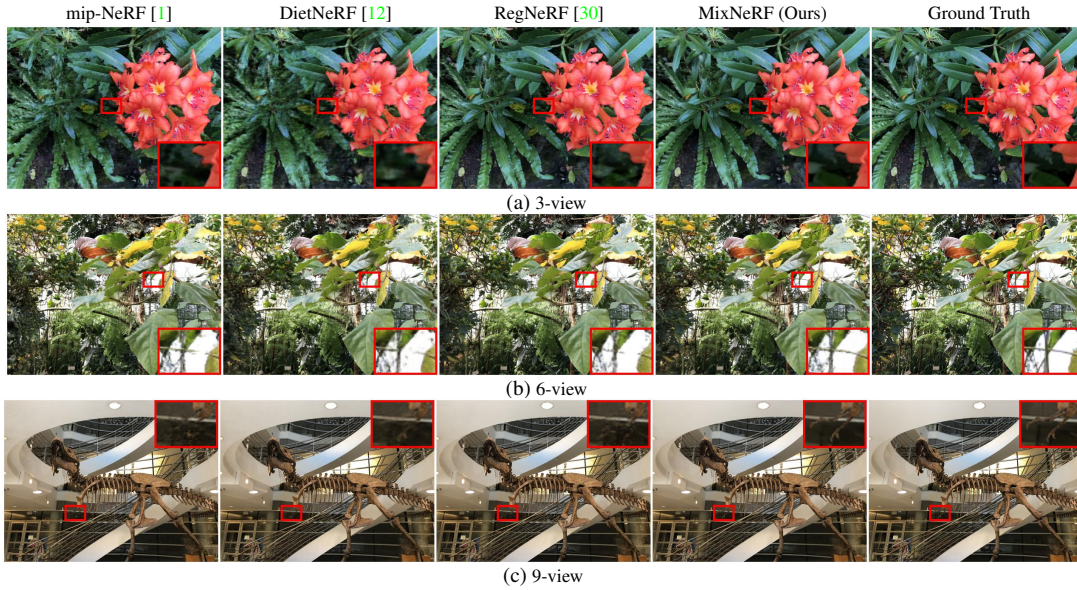 mip-NeRF [1] DietNeRF [12] RegNeRF [30] MixNeRF (Ours) Ground Truth
(a) 3-view
(b) 6-view
(c) 9-view